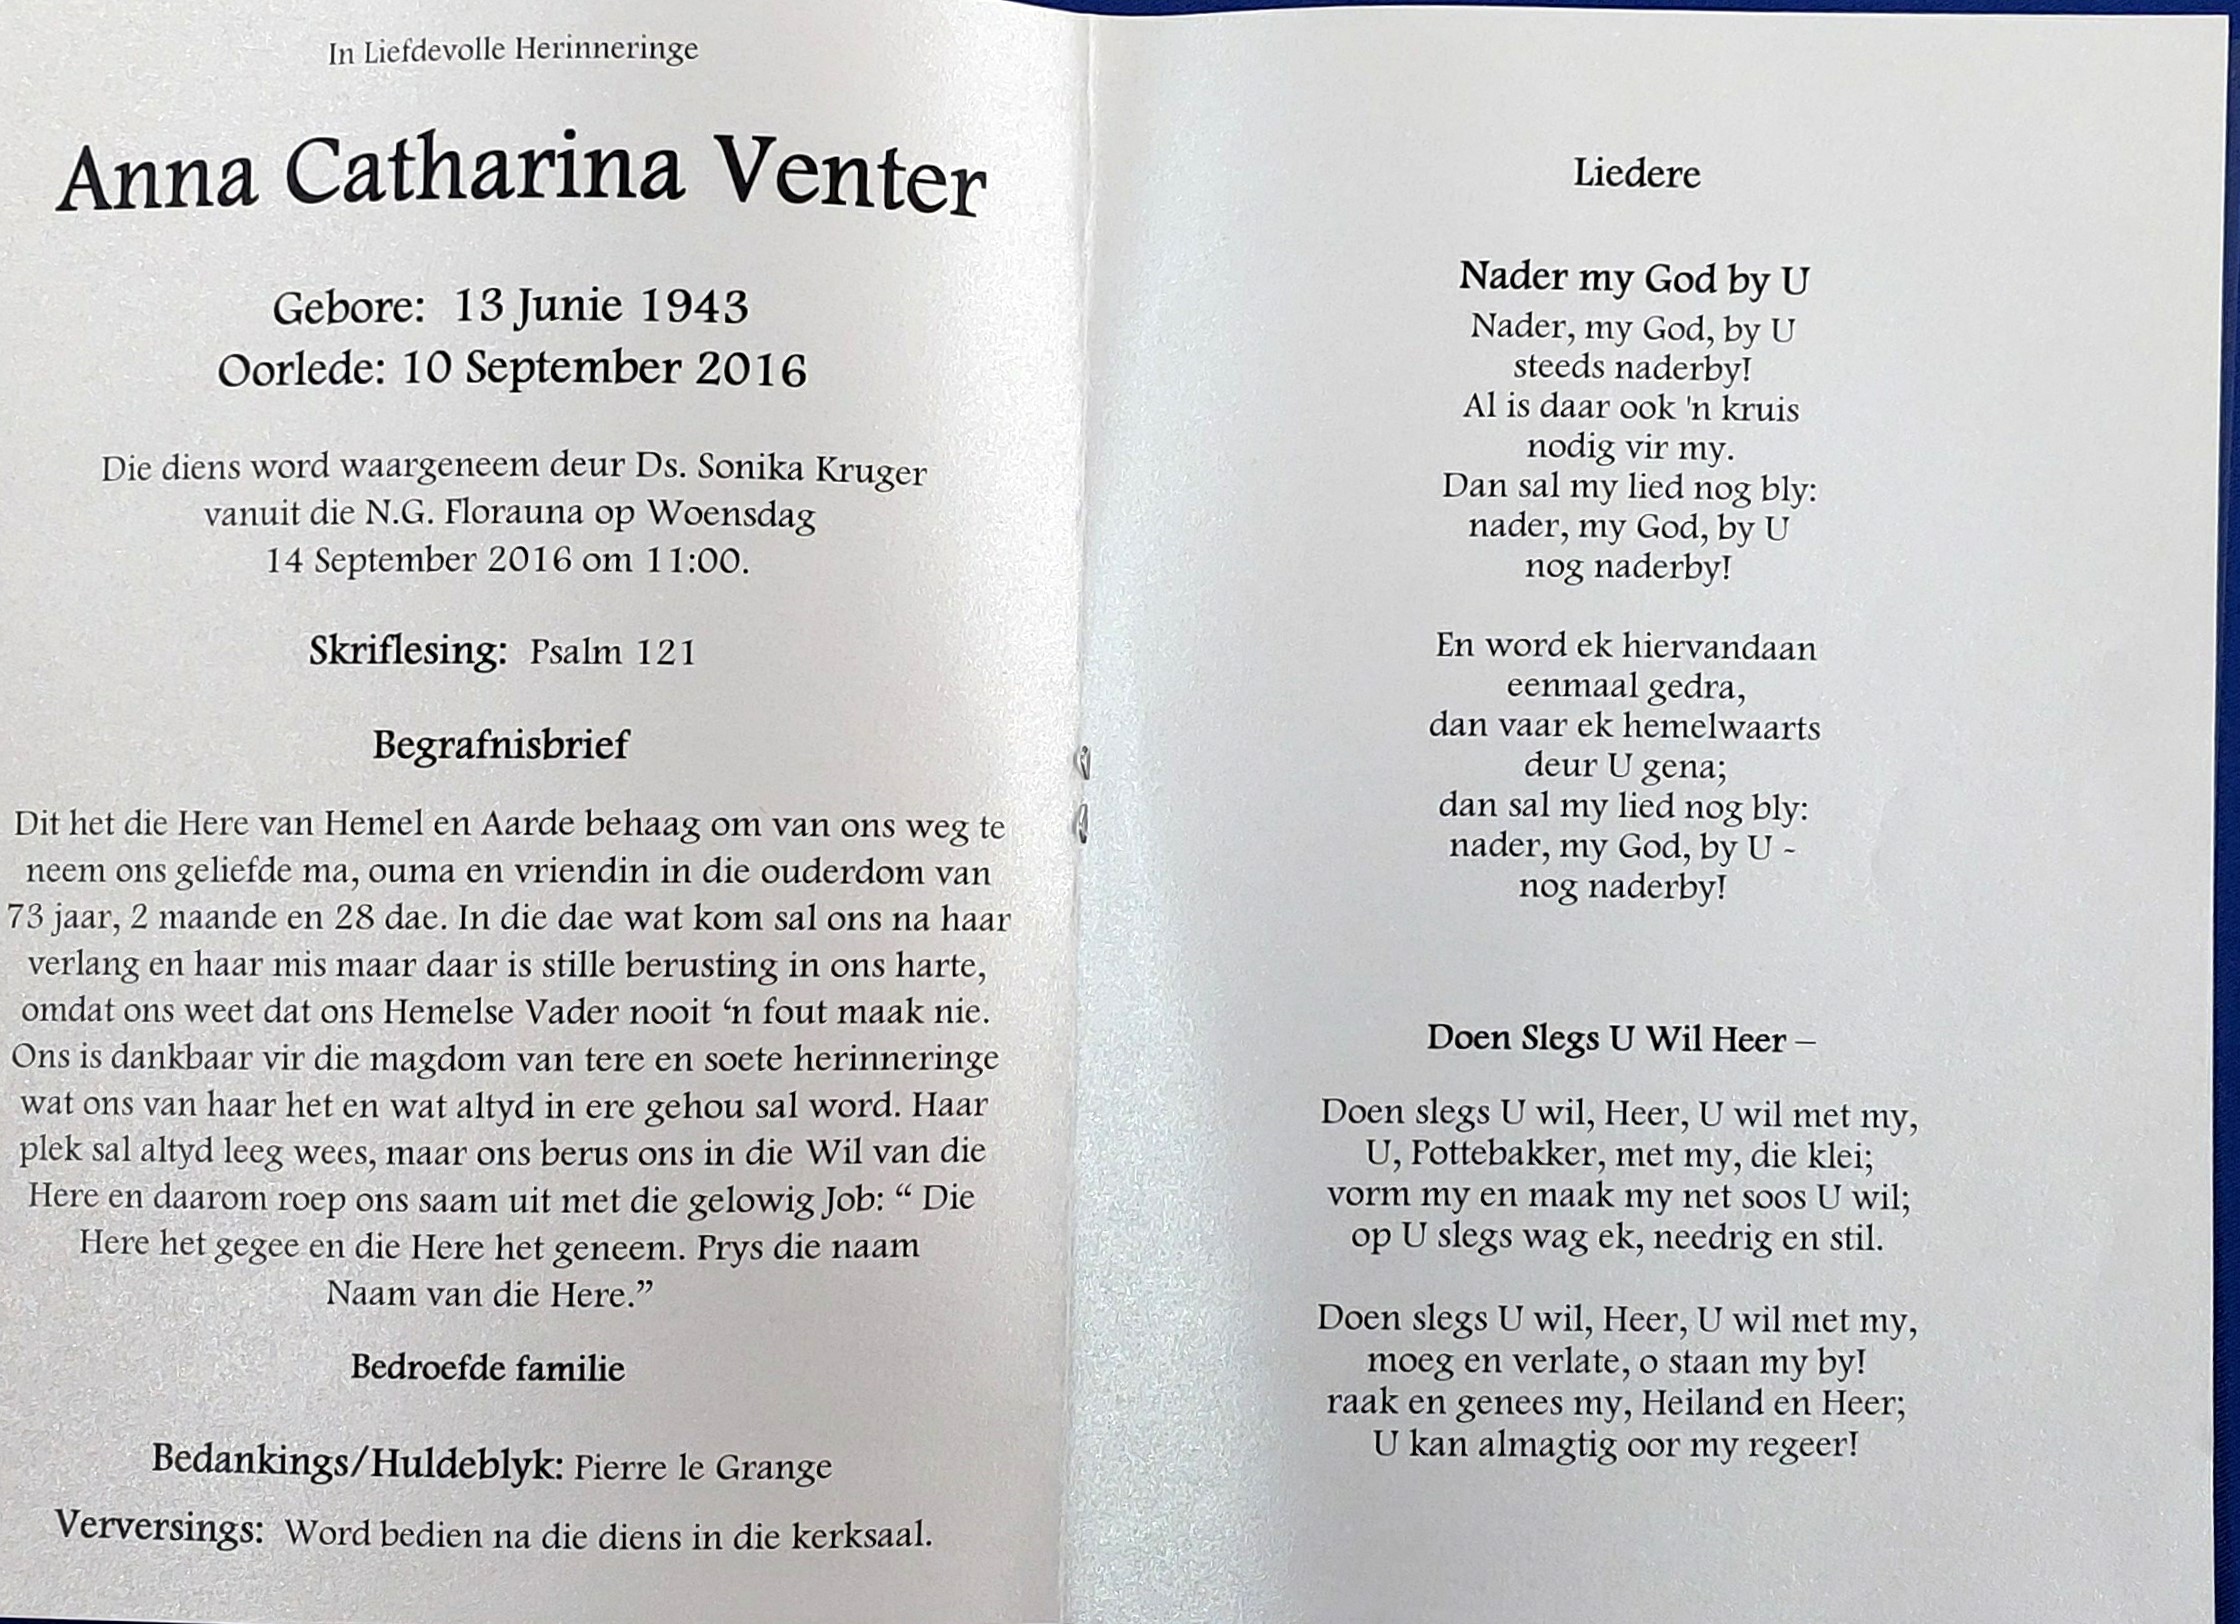 In Liefdevolle Herinneringe
Anna Catharina Venter
Gebore: 13 Junie 1943
Oorlede: 10 September 2016
Die diens word waargeneem deur Ds. Sonika Kruger
vanuit die N.G. Florauna op Woensdag
14 September 2016 om 11:00.
Skriflesing: Psalm 121
Begrafnisbrief
Dit het die Here van Hemel en Aarde behaag om van ons weg te
neem ons geliefde ma, ouma en vriendin in die ouderdom van
73 jaar, 2 maande en 28 dae. In die dae wat kom sal ons na haar
verlang en haar mis maar daar is stille berusting in ons harte,
omdat ons weet dat ons Hemelse Vader nooit ‘n fout maak nie.
Ons is dankbaar vir die magdom van tere en soete herinneringe
wat ons van haar het en wat altyd in ere gehou sal word. Haar
plek sal altyd leeg wees, maar ons berus ons in die Wil van die
Here en daarom roep ons saam uit met die gelowig Job: “ Die
Here het gegee en die Here het geneem. Prys die naam
Naam van die Here.”
Bedroefde familie
Bedankings/Huldeblyk: Pierre le Grange
Verversings: Word bedien na die diens in die kerksaal.
Liedere
Nader my God by U
Nader, my God, by U
steeds naderby!
Al is daar ook 'n kruis
nodig vir my.
Dan sal my lied nog bly:
nader, my God, by U
nog naderby!
En word ek hiervandaan
eenmaal gedra,
dan vaar ek hemelwaarts
deur U gena;
dan sal my lied nog bly:
nader, my God, by U -
nog naderby!
Doen Slegs U Wil Heer –
Doen slegs U wil, Heer, U wil met my,
U, Pottebakker, met my, die klei;
vorm my en maak my net soos U wil;
op U slegs wag ek, needrig en stil.
Doen slegs U wil, Heer, U wil met my,
moeg en verlate, o staan my by!
raak en genees my, Heiland en Heer;
U kan almagtig oor my regeer!